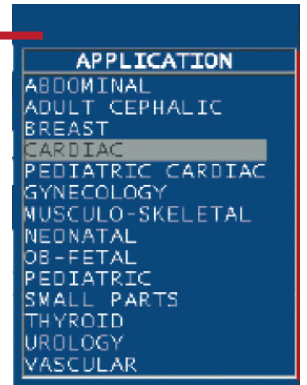 APPLICATION
ABDOMINAL
ADULT CEPHALIC
BREAST
CARDIAC
PEDIATRIC CARDIAC
GYNECOLOGY
MUSCULO-SKELETAL
NEONATAL
OB-FETAL
PEDIATRIC
SMALL PARTS
THYROID
UROLOGY
VASCULAR